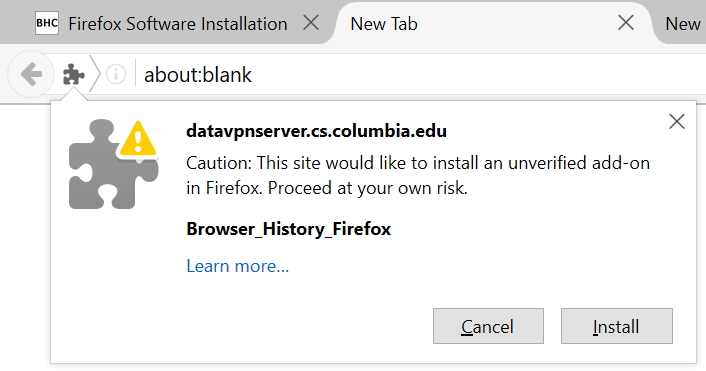 BHC Firefox Software Installation New Tab New
about:blank
datavpnserver.cs.columbia.edu
Caution: This site would like to install an unverified add-on
in Firefox. Proceed at your own risk.
Browser_History_Firefox
Learn more...
Cancel Install